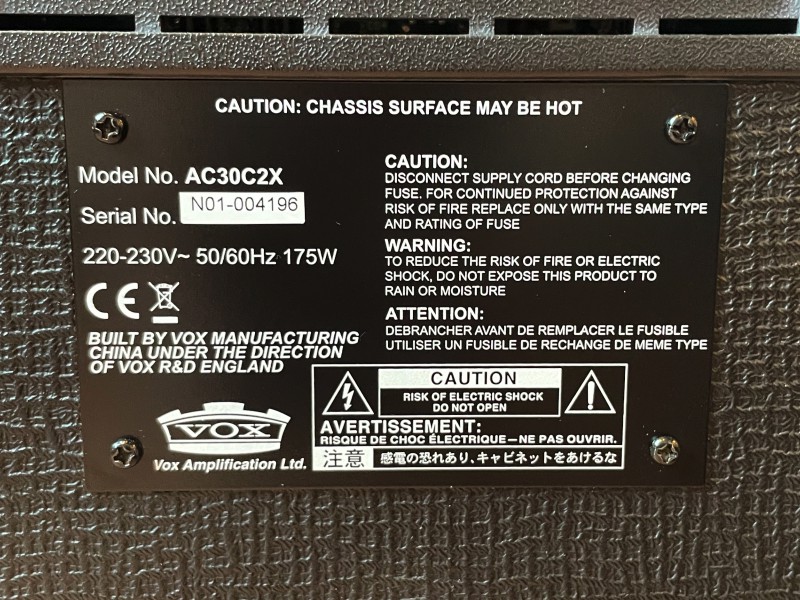 CAUTION: CHASSIS SURFACE MAY BE HOT
Model No. AC30C2X
Serial No. N01-004196
220-230V~ 50/60Hz 175W
CE
BUILT BY VOX MANUFACTURING
CHINA UNDER THE DIRECTION
OF VOX R&D ENGLAND
VOX
Vox Amplification Ltd.
CAUTION:
DISCONNECT SUPPLY CORD BEFORE CHANGING
FUSE. FOR CONTINUED PROTECTION AGAINST
RISK OF FIRE REPLACE ONLY WITH THE SAME TYPE
AND RATING OF FUSE
WARNING:
TO REDUCE THE RISK OF FIRE OR ELECTRIC
SHOCK, DO NOT EXPOSE THIS PRODUCT TO
RAIN OR MOISTURE
ATTENTION:
DEBRANCHER AVANT DE REMPLACER LE FUSIBLE
UTILISER UN FUSIBLE DE RECHANGE DE MEME TYPE
CAUTION
RISK OF ELECTRIC SHOCK
DO NOT OPEN
AVERTISSEMENT:
RISQUE DE CHOC ÉLECTRIQUE—NE PAS OUVRIR.
注意 感電の恐れあり、キャビネットをあけるな